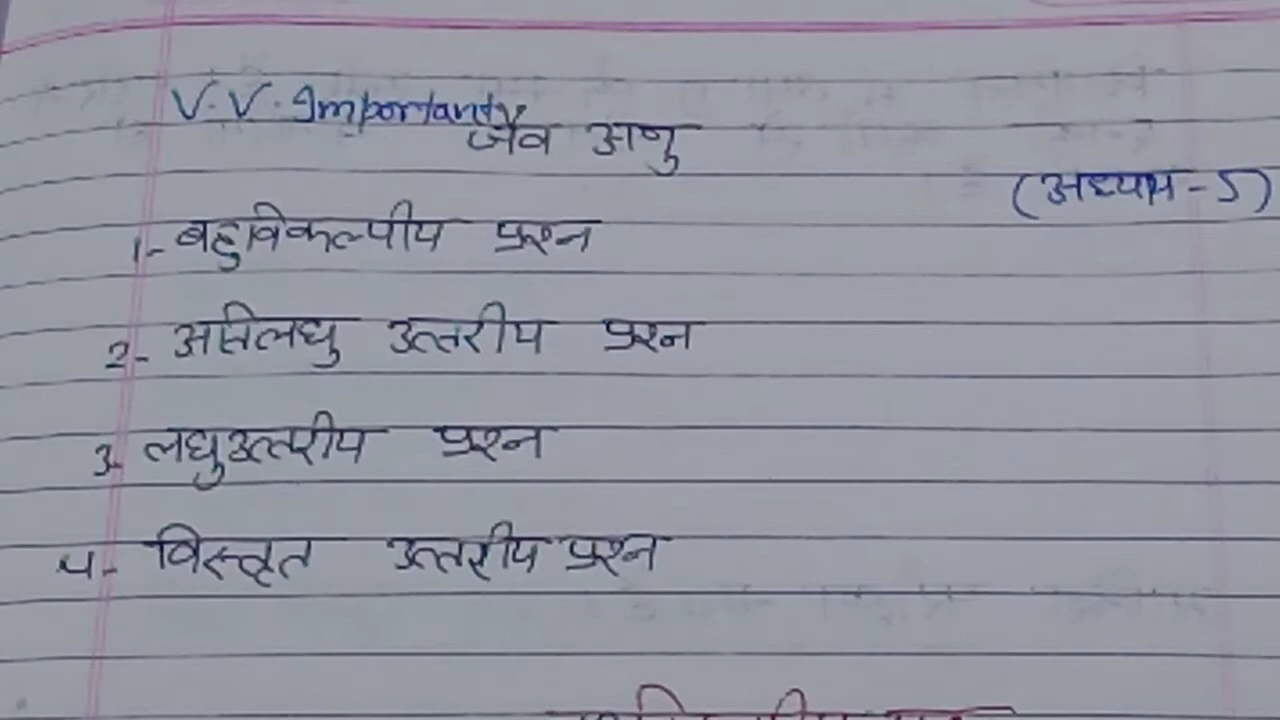 V.V. Important
जैव अणु
(अध्याय - 5)
1- बहुविकल्पीय प्रश्न
2- अतिलघु उत्तरीय प्रश्न
3- लघुउत्तरीय प्रश्न
4- विस्तृत उत्तरीय प्रश्न